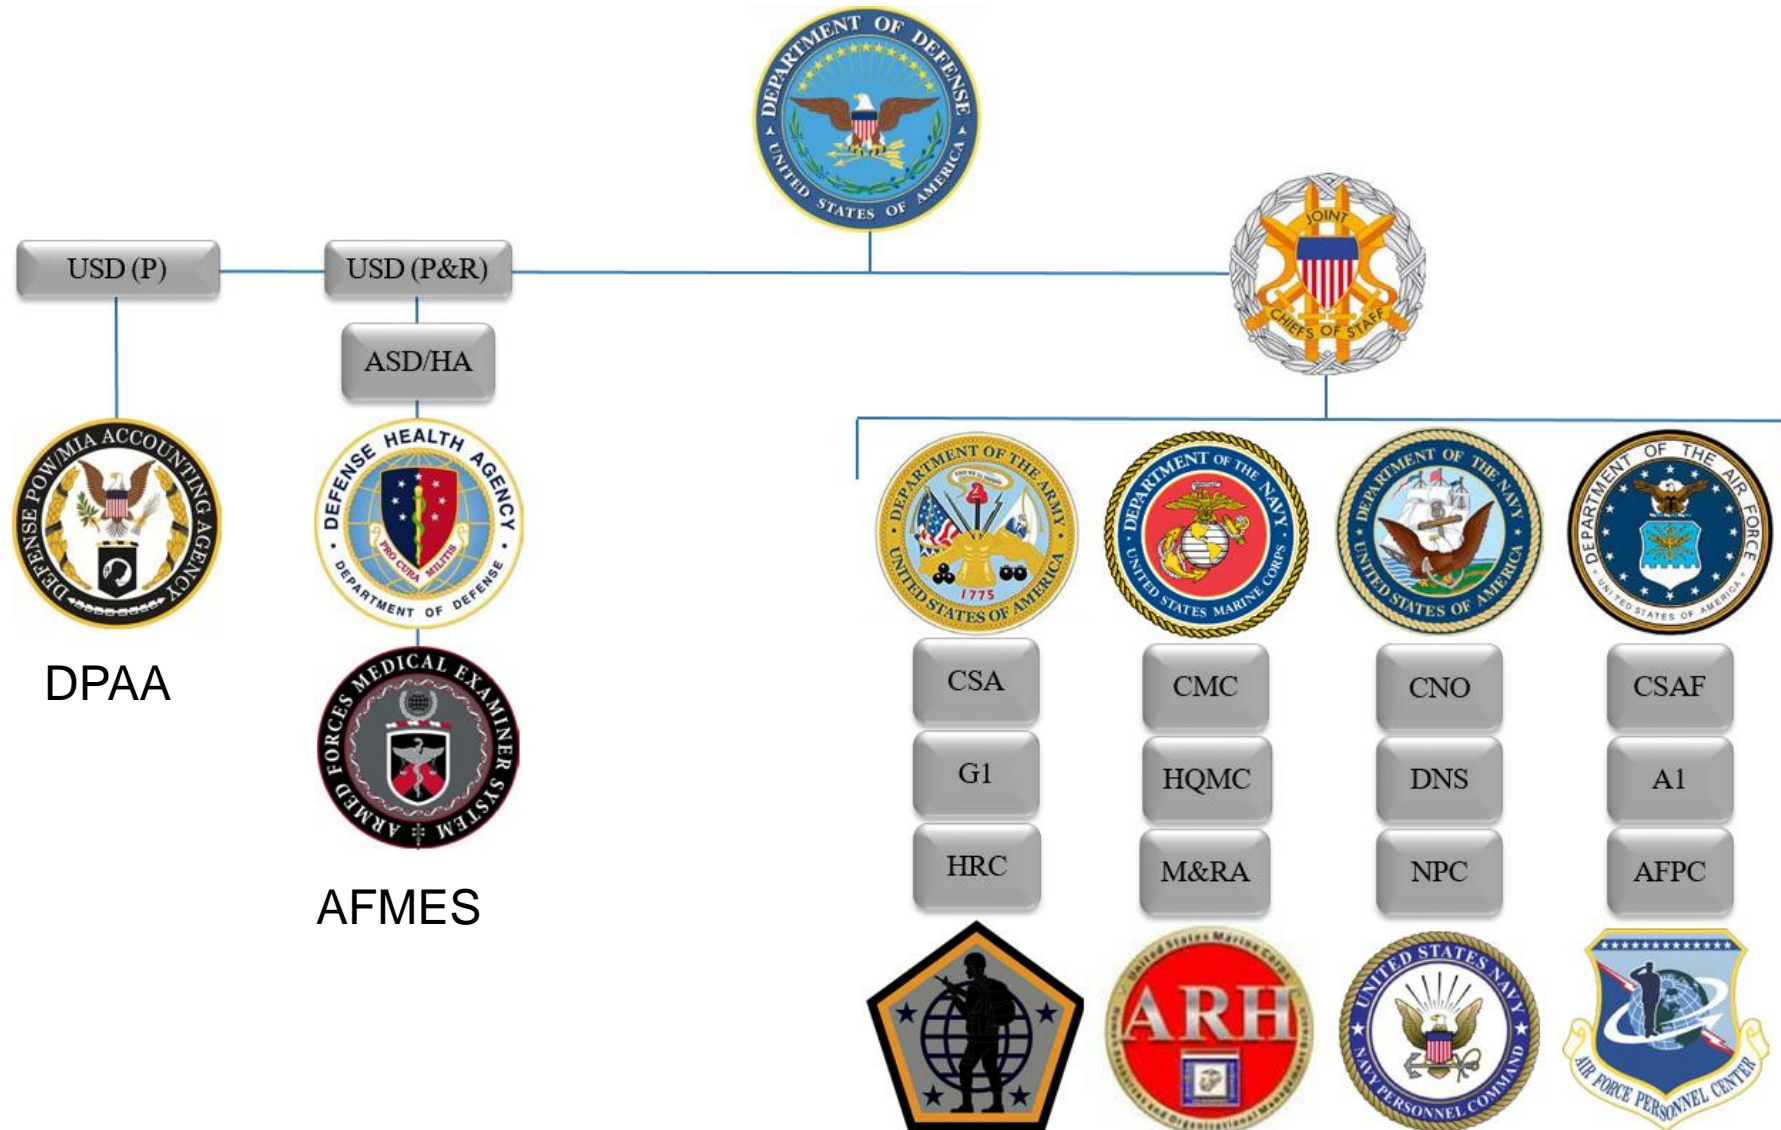 DEPARTMENT OF DEFENSE
UNITED STATES OF AMERICA
JOINT
CHIEFS OF STAFF
USD (P)
USD (P&R)
ASD/HA
DEFENSE POW/MIA ACCOUNTING AGENCY
DPAA
DEFENSE HEALTH AGENCY
PRO CURA MILITIS
DEPARTMENT OF DEFENSE
ARMED FORCES MEDICAL EXAMINER SYSTEM
AFMES
DEPARTMENT OF THE ARMY
1775
UNITED STATES OF AMERICA
DEPARTMENT OF THE NAVY
UNITED STATES MARINE CORPS
DEPARTMENT OF THE NAVY
UNITED STATES OF AMERICA
DEPARTMENT OF THE AIR FORCE
UNITED STATES OF AMERICA
CSA
CMC
CNO
CSAF
G1
HQMC
DNS
A1
HRC
M&RA
NPC
AFPC
United States Marine Corps
ARH
Human Resources and Organizational Management
UNITED STATES NAVY
NAVY PERSONNEL COMMAND
AIR FORCE PERSONNEL CENTER